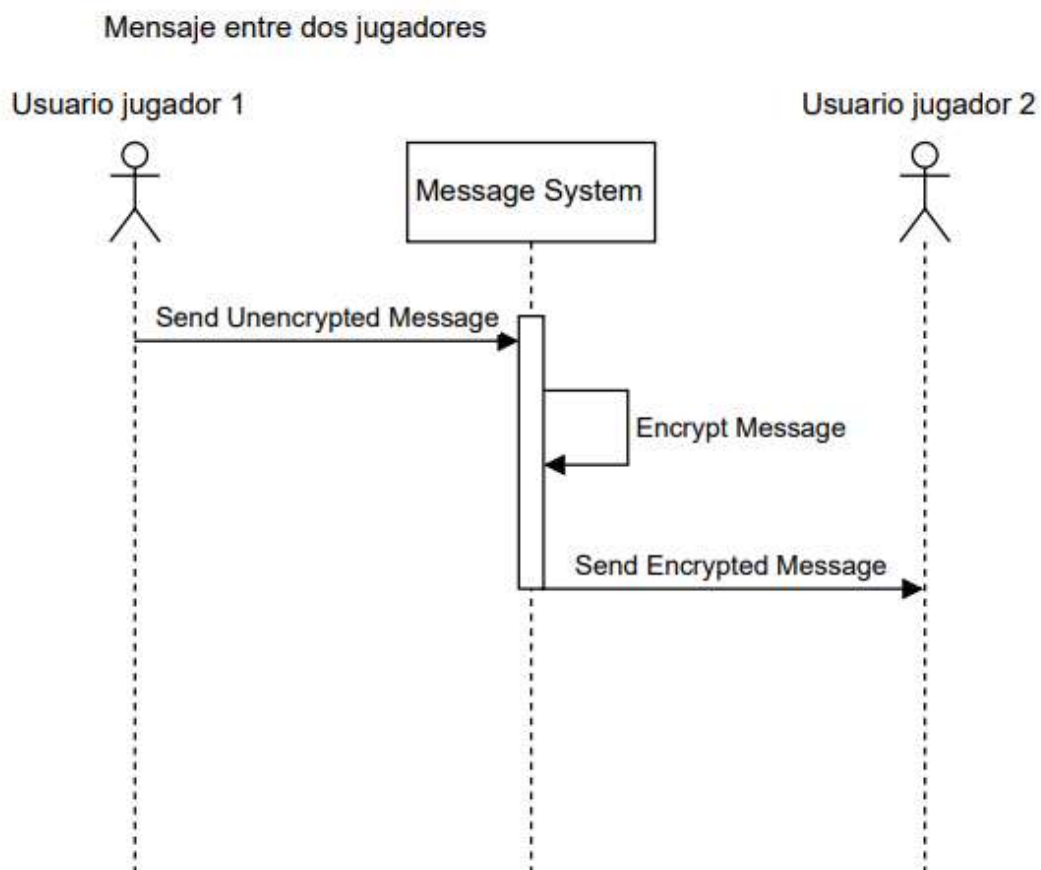 Mensaje entre dos jugadores
Usuario jugador 1
Usuario jugador 2
Message System
Send Unencrypted Message
Encrypt Message
Send Encrypted Message